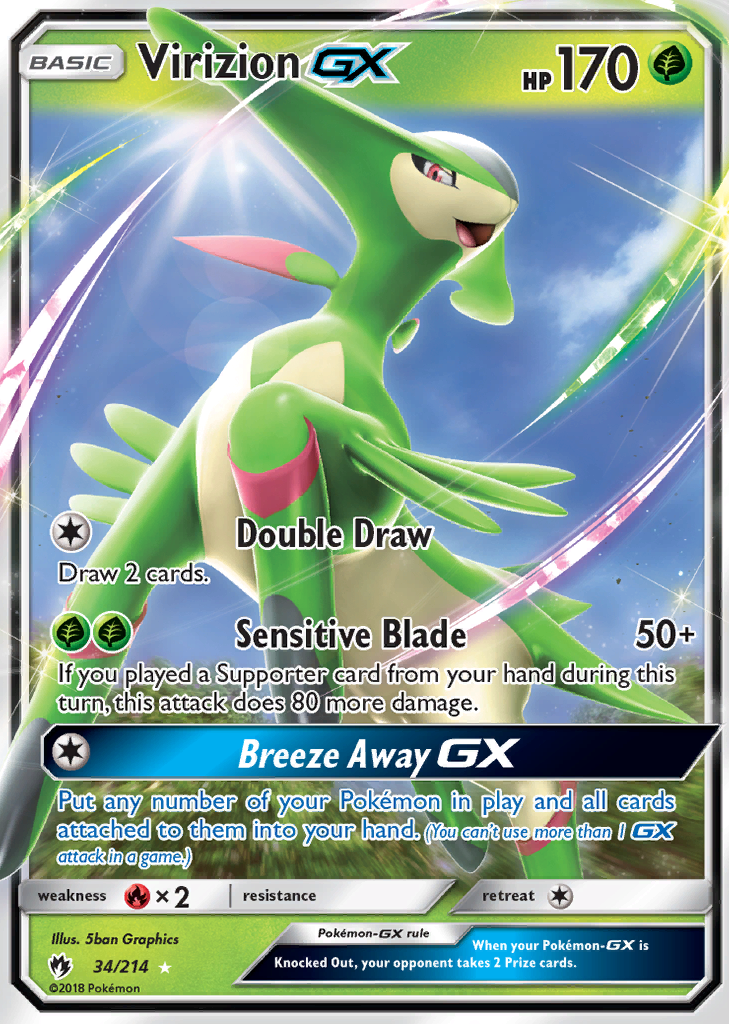 BASIC Virizion GX HP 170
Double Draw
Draw 2 cards.
Sensitive Blade 50+
If you played a Supporter card from your hand during this
turn, this attack does 80 more damage.
Breeze Away GX
Put any number of your Pokémon in play and all cards
attached to them into your hand. (You can't use more than 1 GX
attack in a game.)
weakness ×2 resistance retreat
Illus. 5ban Graphics
Pokémon-GX rule
When your Pokémon-GX is
Knocked Out, your opponent takes 2 Prize cards.
34/214
©2018 Pokémon